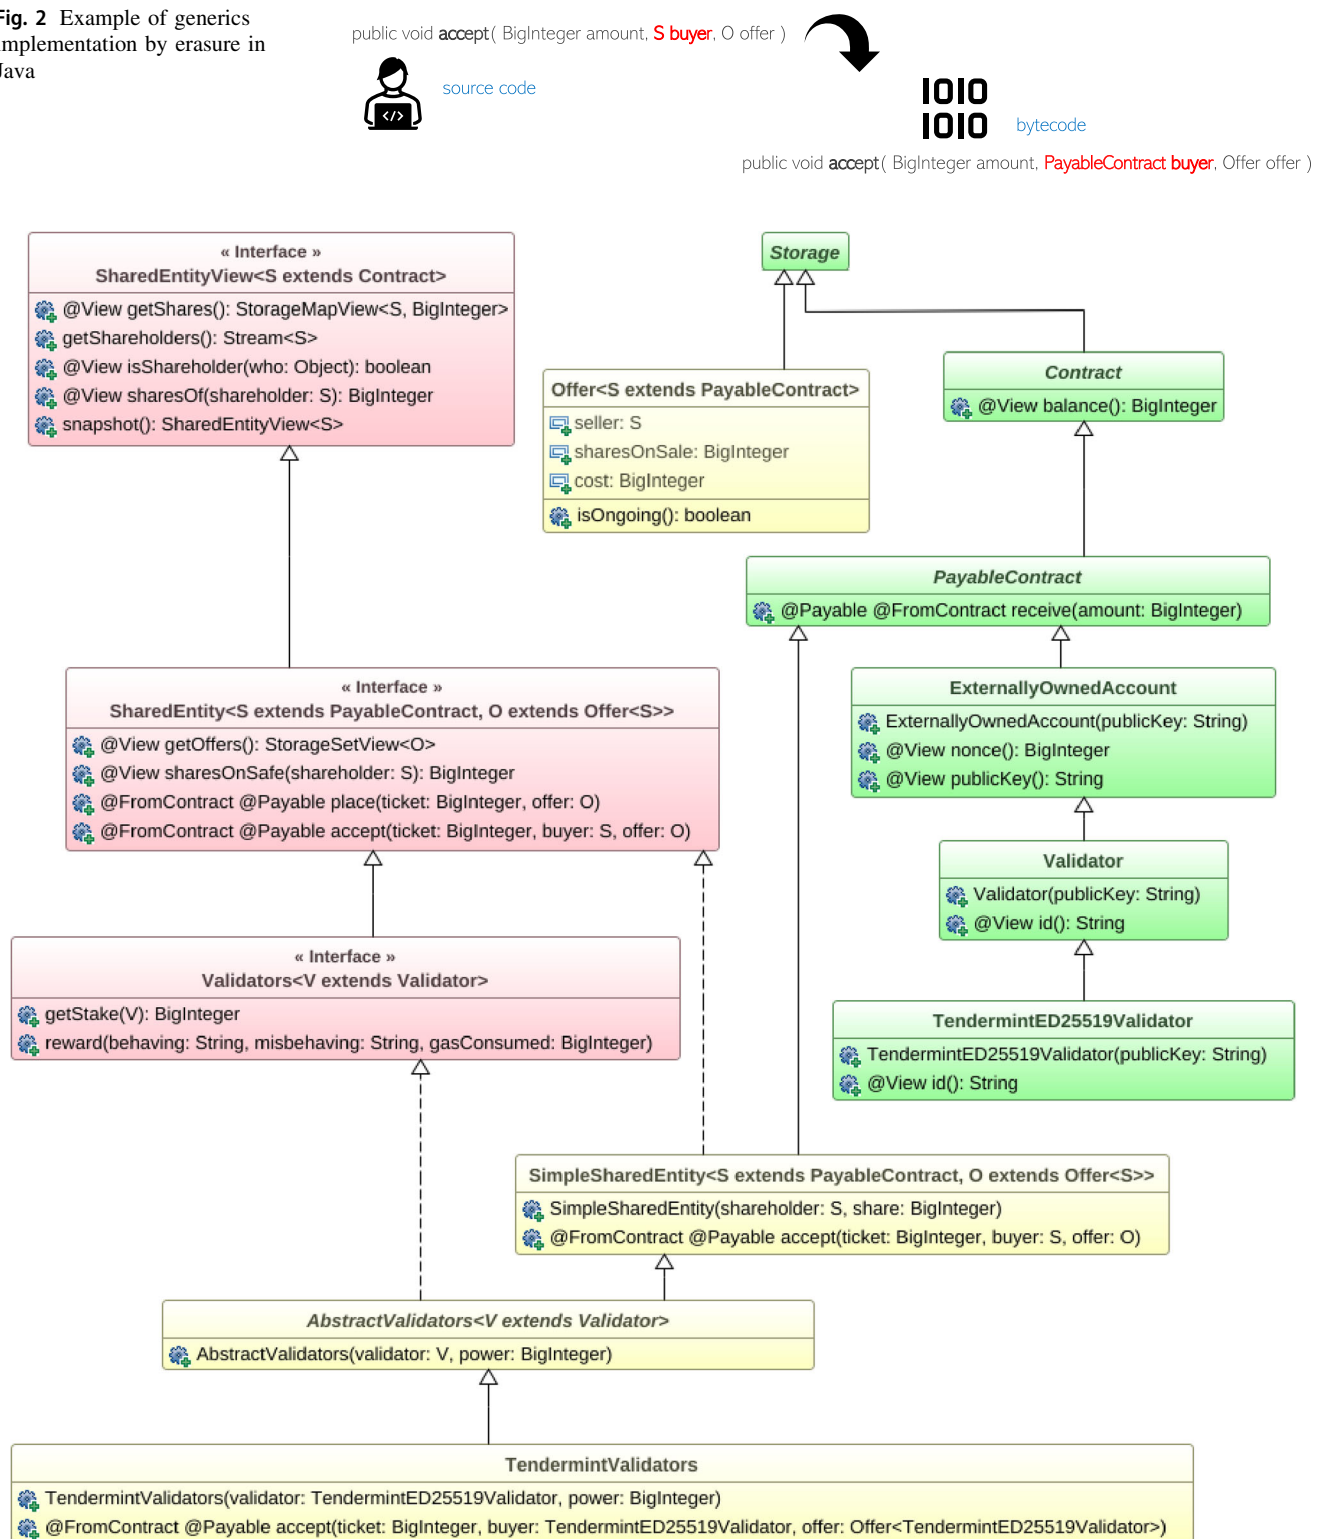 Fig. 2 Example of generics
implementation by erasure in
Java
public void accept( BigInteger amount, S buyer, O offer )
source code
</>
1010
1010
bytecode
public void accept( BigInteger amount, PayableContract buyer, Offer offer )
« Interface »
SharedEntityView<S extends Contract>
@View getShares(): StorageMapView<S, BigInteger>
getShareholders(): Stream<S>
@View isShareholder(who: Object): boolean
@View sharesOf(shareholder: S): BigInteger
snapshot(): SharedEntityView<S>
Storage
Offer<S extends PayableContract>
seller: S
sharesOnSale: BigInteger
cost: BigInteger
isOngoing(): boolean
Contract
@View balance(): BigInteger
PayableContract
@Payable @FromContract receive(amount: BigInteger)
« Interface »
SharedEntity<S extends PayableContract, O extends Offer<S>>
@View getOffers(): StorageSetView<O>
@View sharesOnSafe(shareholder: S): BigInteger
@FromContract @Payable place(ticket: BigInteger, offer: O)
@FromContract @Payable accept(ticket: BigInteger, buyer: S, offer: O)
ExternallyOwnedAccount
ExternallyOwnedAccount(publicKey: String)
@View nonce(): BigInteger
@View publicKey(): String
Validator
Validator(publicKey: String)
@View id(): String
« Interface »
Validators<V extends Validator>
getStake(V): BigInteger
reward(behaving: String, misbehaving: String, gasConsumed: BigInteger)
TendermintED25519Validator
TendermintED25519Validator(publicKey: String)
@View id(): String
SimpleSharedEntity<S extends PayableContract, O extends Offer<S>>
SimpleSharedEntity(shareholder: S, share: BigInteger)
@FromContract @Payable accept(ticket: BigInteger, buyer: S, offer: O)
AbstractValidators<V extends Validator>
AbstractValidators(validator: V, power: BigInteger)
TendermintValidators
TendermintValidators(validator: TendermintED25519Validator, power: BigInteger)
@FromContract @Payable accept(ticket: BigInteger, buyer: TendermintED25519Validator, offer: Offer<TendermintED25519Validator>)